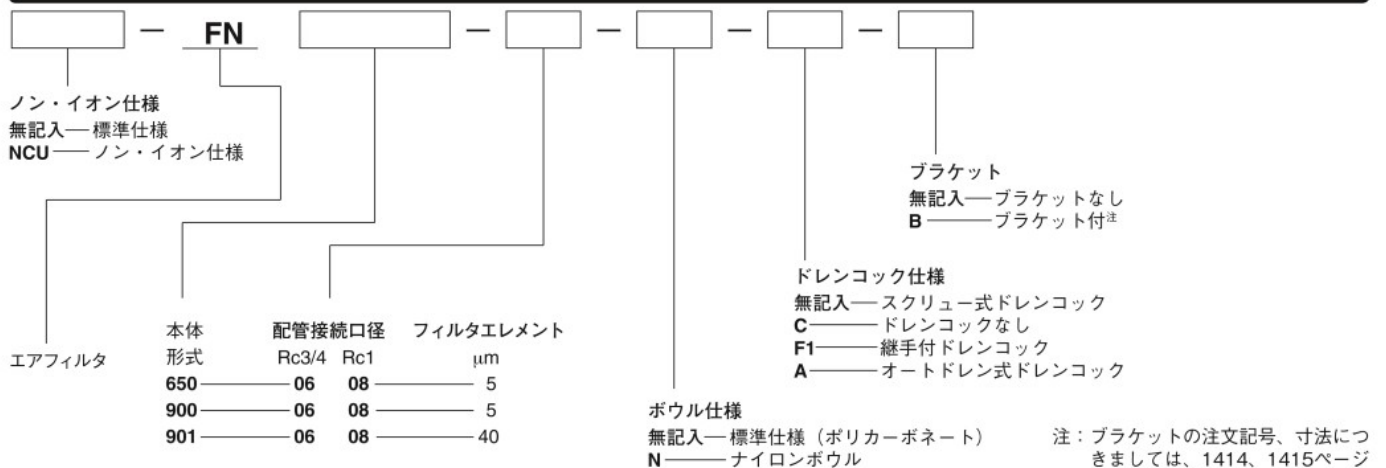 — FN — — — —
ノン・イオン仕様
無記入—標準仕様
NCU—ノン・イオン仕様
エアフィルタ
本体
形式
配管接続口径 フィルタエレメント
Rc3/4 Rc1 μm
650—06 08—5
900—06 08—5
901—06 08—40
ボウル仕様
無記入—標準仕様（ポリカーボネート）
N—ナイロンボウル
ドレンコック仕様
無記入—スクリュー式ドレンコック
C—ドレンコックなし
F1—継手付ドレンコック
A—オートドレン式ドレンコック
ブラケット
無記入—ブラケットなし
B—ブラケット付注
注：ブラケットの注文記号、寸法につ
きましては、1414、1415ページ